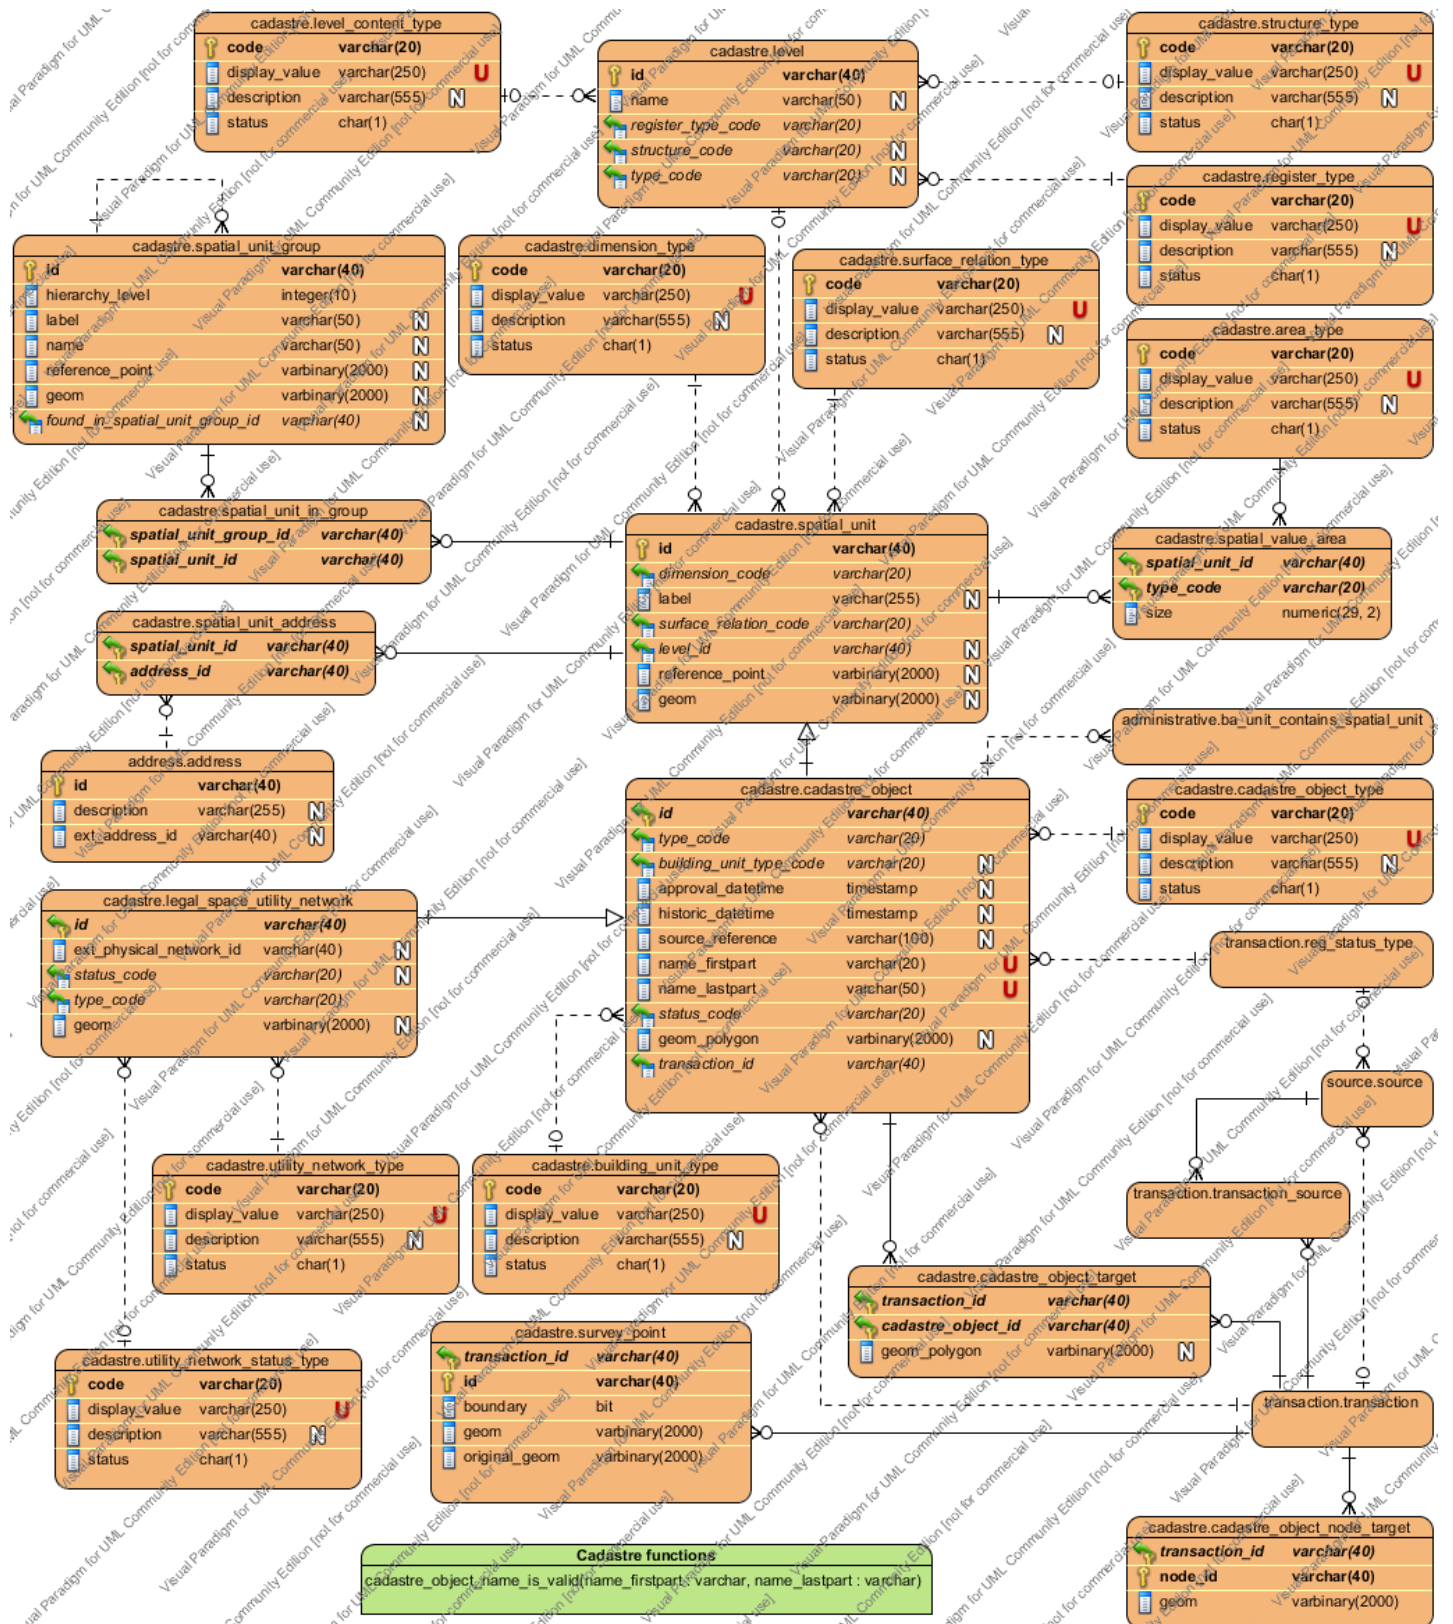 cadastre.level_content_type
code varchar(20)
display_value varchar(250) U
description varchar(555) N
status char(1)
cadastre.level
id varchar(40)
name varchar(50) N
register_type_code varchar(20)
structure_code varchar(20) N
type_code varchar(20) N
cadastre.structure_type
code varchar(20)
display_value varchar(250) U
description varchar(555) N
status char(1)
cadastre.register_type
code varchar(20)
display_value varchar(250) U
description varchar(555) N
status char(1)
cadastre.spatial_unit_group
id varchar(40)
hierarchy_level integer(10)
label varchar(50) N
name varchar(50) N
reference_point varbinary(2000) N
geom varbinary(2000) N
found_in_spatial_unit_group_id varchar(40) N
cadastre.dimension_type
code varchar(20)
display_value varchar(250) U
description varchar(555) N
status char(1)
cadastre.surface_relation_type
code varchar(20)
display_value varchar(250) U
description varchar(555) N
status char(1)
cadastre.area_type
code varchar(20)
display_value varchar(250) U
description varchar(555) N
status char(1)
cadastre.spatial_unit_in_group
spatial_unit_group_id varchar(40)
spatial_unit_id varchar(40)
cadastre.spatial_unit
id varchar(40)
dimension_code varchar(20)
label varchar(255) N
surface_relation_code varchar(20)
level_id varchar(40) N
reference_point varbinary(2000) N
geom varbinary(2000) N
cadastre.spatial_value_area
spatial_unit_id varchar(40)
type_code varchar(20)
size numeric(29, 2)
cadastre.spatial_unit_address
spatial_unit_id varchar(40)
address_id varchar(40)
address.address
id varchar(40)
description varchar(255) N
ext_address_id varchar(40) N
administrative.ba_unit_contains_spatial_unit
cadastre.cadastre_object
id varchar(40)
type_code varchar(20)
building_unit_type_code varchar(20) N
approval_datetime timestamp N
historic_datetime timestamp N
source_reference varchar(100) N
name_firstpart varchar(20) U
name_lastpart varchar(50) U
status_code varchar(20)
geom_polygon varbinary(2000) N
transaction_id varchar(40)
cadastre.cadastre_object_type
code varchar(20)
display_value varchar(250) U
description varchar(555) N
status char(1)
cadastre.legal_space_utility_network
id varchar(40)
ext_physical_network_id varchar(40) N
status_code varchar(20) N
type_code varchar(20)
geom varbinary(2000) N
transaction.reg_status_type
source.source
transaction.transaction_source
cadastre.utility_network_type
code varchar(20)
display_value varchar(250) U
description varchar(555) N
status char(1)
cadastre.building_unit_type
code varchar(20)
display_value varchar(250) U
description varchar(555) N
status char(1)
cadastre.cadastre_object_target
transaction_id varchar(40)
cadastre_object_id varchar(40)
geom_polygon varbinary(2000) N
cadastre.utility_network_status_type
code varchar(20)
display_value varchar(250) U
description varchar(555) N
status char(1)
cadastre.survey_point
transaction_id varchar(40)
id varchar(40)
boundary bit
geom varbinary(2000)
original_geom varbinary(2000)
transaction.transaction
cadastre.cadastre_object_node_target
transaction_id varchar(40)
node_id varchar(40)
geom varbinary(2000)
Cadastre functions
cadastre_object_name_is_valid(name_firstpart : varchar, name_lastpart : varchar)
Visual Paradigm for UML Community Edition [not for commercial use]